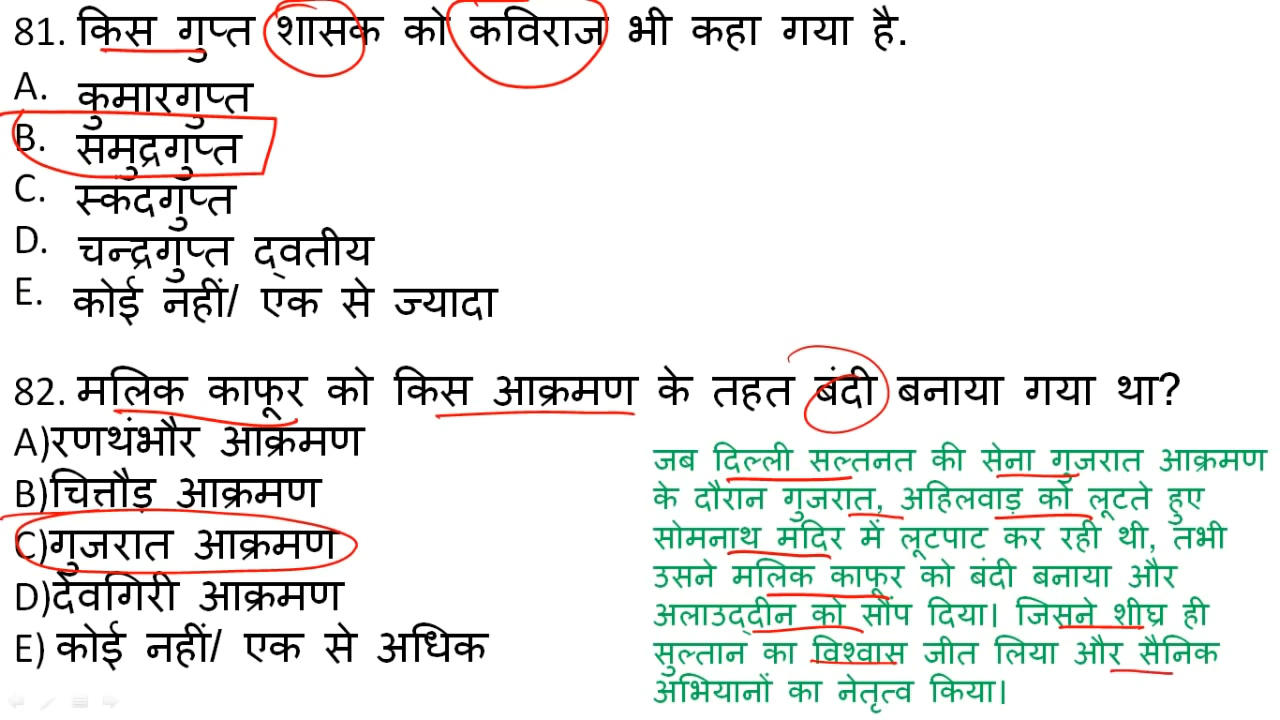 81. किस गुप्त शासक को कविराज भी कहा गया है.
A. कुमारगुप्त
B. समुद्रगुप्त
C. स्कंदगुप्त
D. चन्द्रगुप्त द्वतीय
E. कोई नहीं/ एक से ज्यादा
82. मलिक काफूर को किस आक्रमण के तहत बंदी बनाया गया था?
A)रणथंभौर आक्रमण
B)चित्तौड़ आक्रमण
C)गुजरात आक्रमण
D)देवगिरी आक्रमण
E) कोई नहीं/ एक से अधिक
जब दिल्ली सल्तनत की सेना गुजरात आक्रमण
के दौरान गुजरात, अहिलवाड़ को लूटते हुए
सोमनाथ मंदिर में लूटपाट कर रही थी, तभी
उसने मलिक काफूर को बंदी बनाया और
अलाउद्दीन को सौंप दिया। जिसने शीघ्र ही
सुल्तान का विश्वास जीत लिया और सैनिक
अभियानों का नेतृत्व किया।